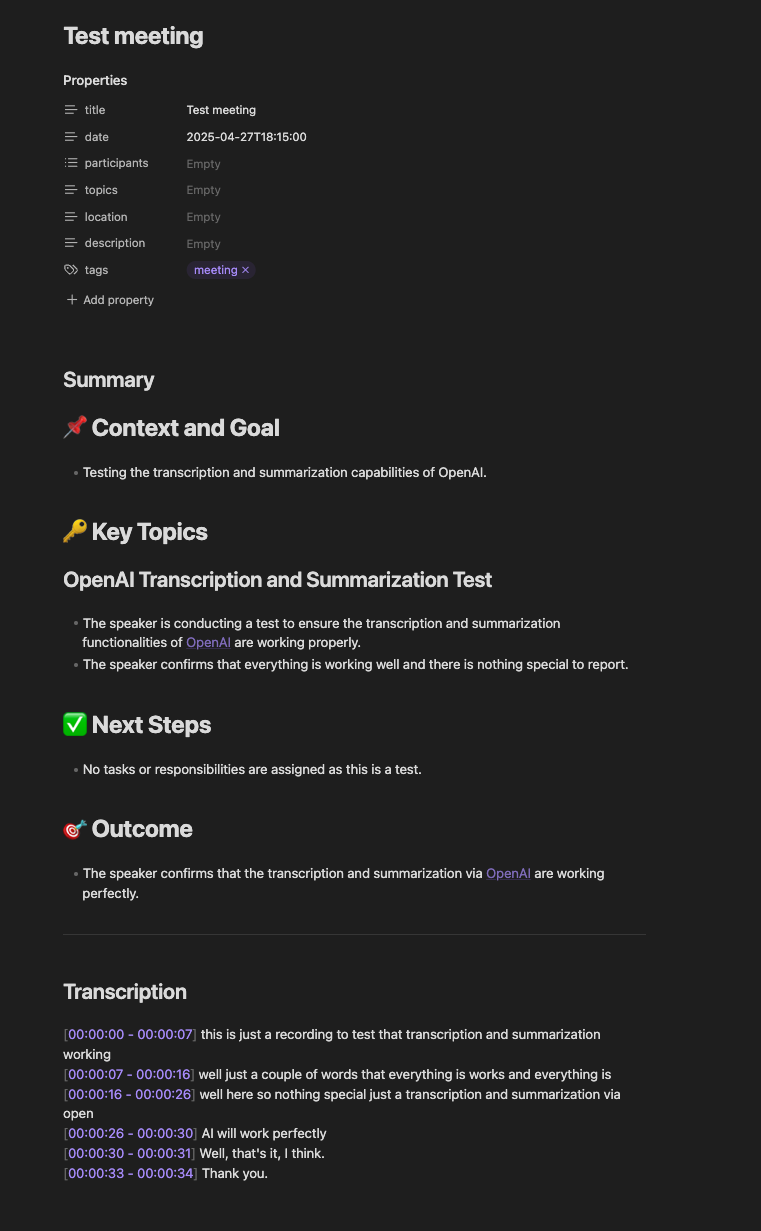 Test meeting
Properties
title Test meeting
date 2025-04-27T18:15:00
participants Empty
topics Empty
location Empty
description Empty
tags meeting ×
+ Add property
Summary
📌 Context and Goal
• Testing the transcription and summarization capabilities of OpenAI.
🔑 Key Topics
OpenAI Transcription and Summarization Test
• The speaker is conducting a test to ensure the transcription and summarization
functionalities of OpenAI are working properly.
• The speaker confirms that everything is working well and there is nothing special to report.
✅ Next Steps
• No tasks or responsibilities are assigned as this is a test.
🎯 Outcome
• The speaker confirms that the transcription and summarization via OpenAI are working
perfectly.
Transcription
[00:00:00 - 00:00:07] this is just a recording to test that transcription and summarization
working
[00:00:07 - 00:00:16] well just a couple of words that everything is works and everything is
[00:00:16 - 00:00:26] well here so nothing special just a transcription and summarization via
open
[00:00:26 - 00:00:30] AI will work perfectly
[00:00:30 - 00:00:31] Well, that's it, I think.
[00:00:33 - 00:00:34] Thank you.